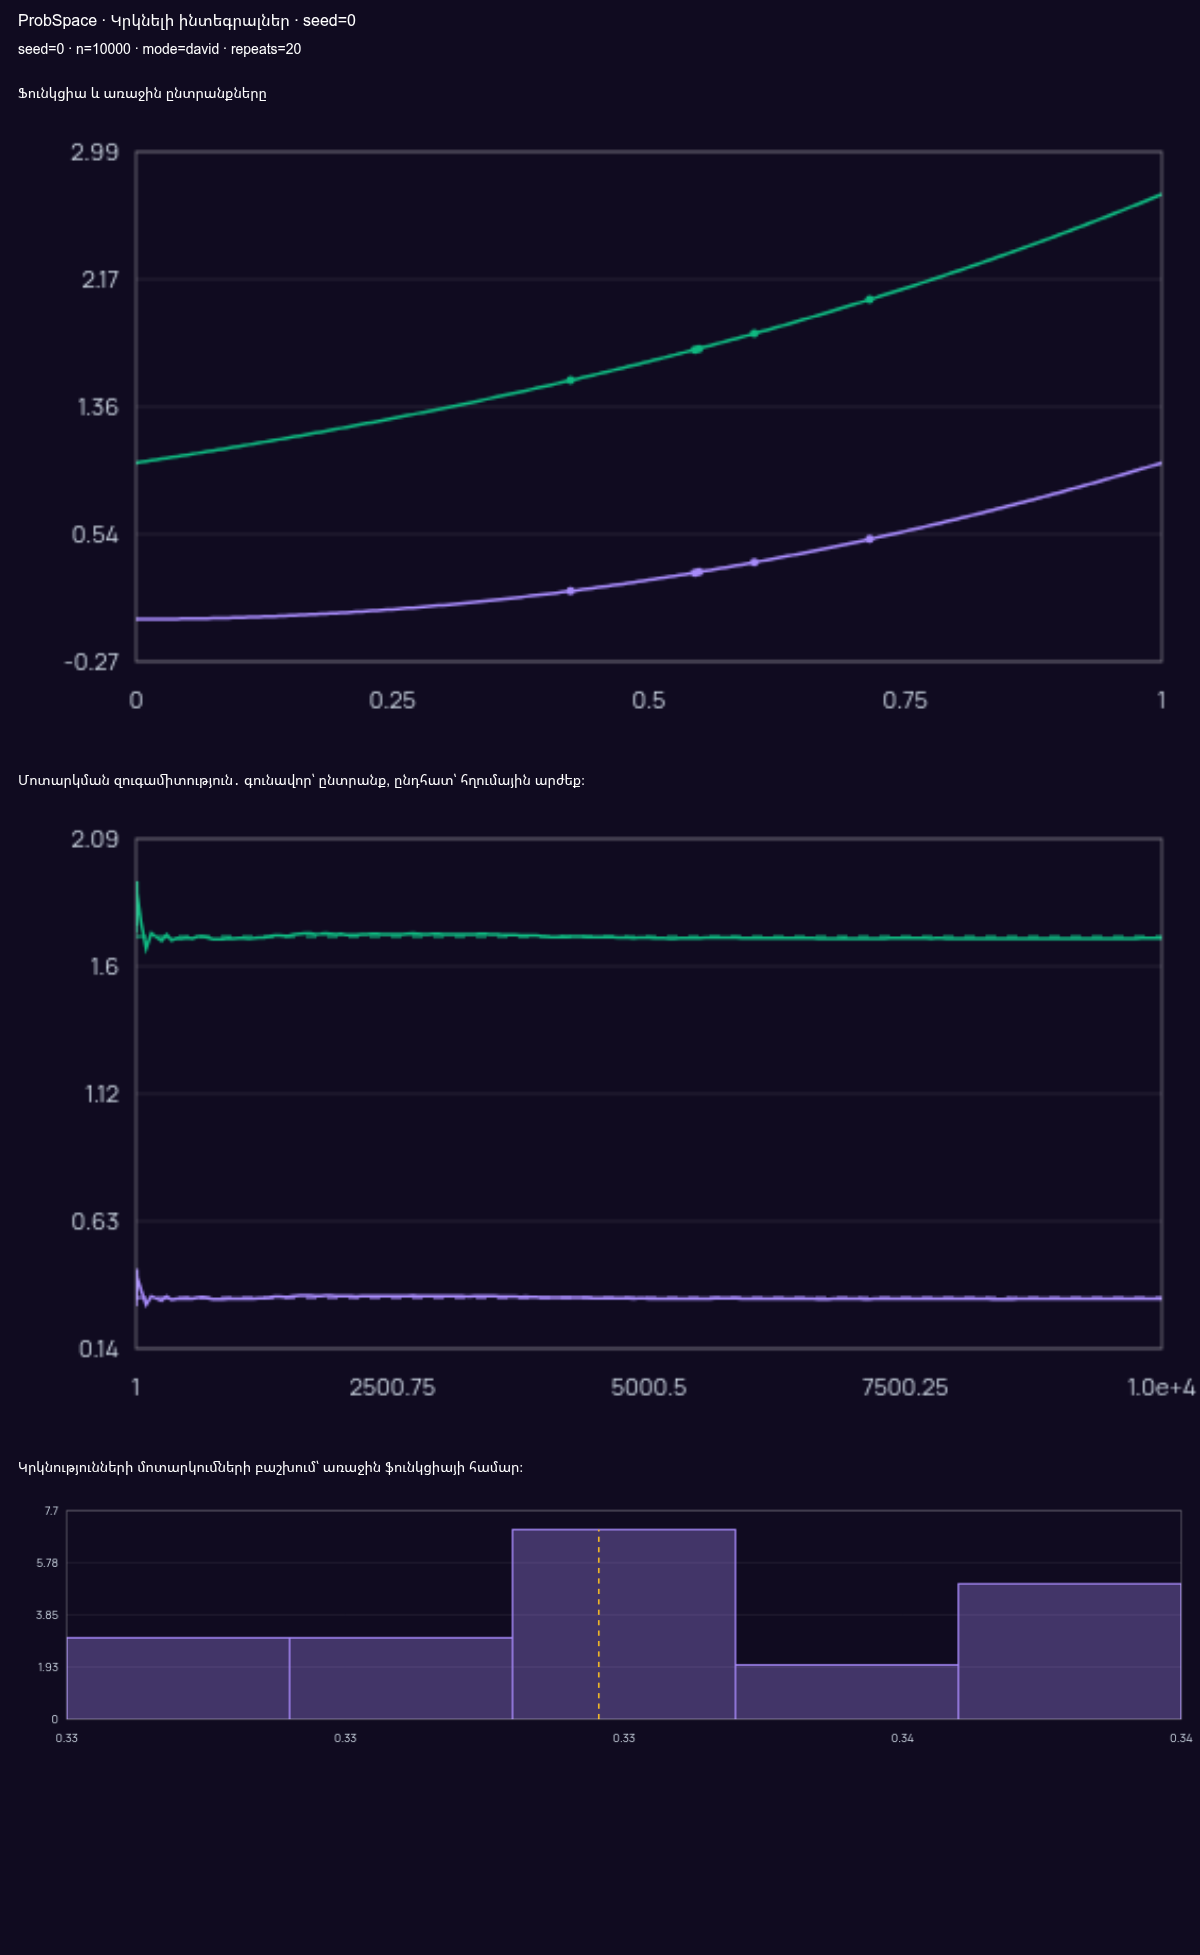 ProbSpace · Կրկնելի ինտեգրալներ · seed=0
seed=0 · n=10000 · mode=david · repeats=20
Ֆունկցիա և առաջին ընտրանքները
2.99
2.17
1.36
0.54
-0.27
0 0.25 0.5 0.75 1
Մոտարկման զուգամիտություն․ գունավոր՝ ընտրանք, ընդհատ՝ հղումային արժեք։
2.09
1.6
1.12
0.63
0.14
1 2500.75 5000.5 7500.25 1.0e+4
Կրկնությունների մոտարկումների բաշխում՝ առաջին ֆունկցիայի համար։
7.7
5.78
3.85
1.93
0
0.33 0.33 0.33 0.34 0.34